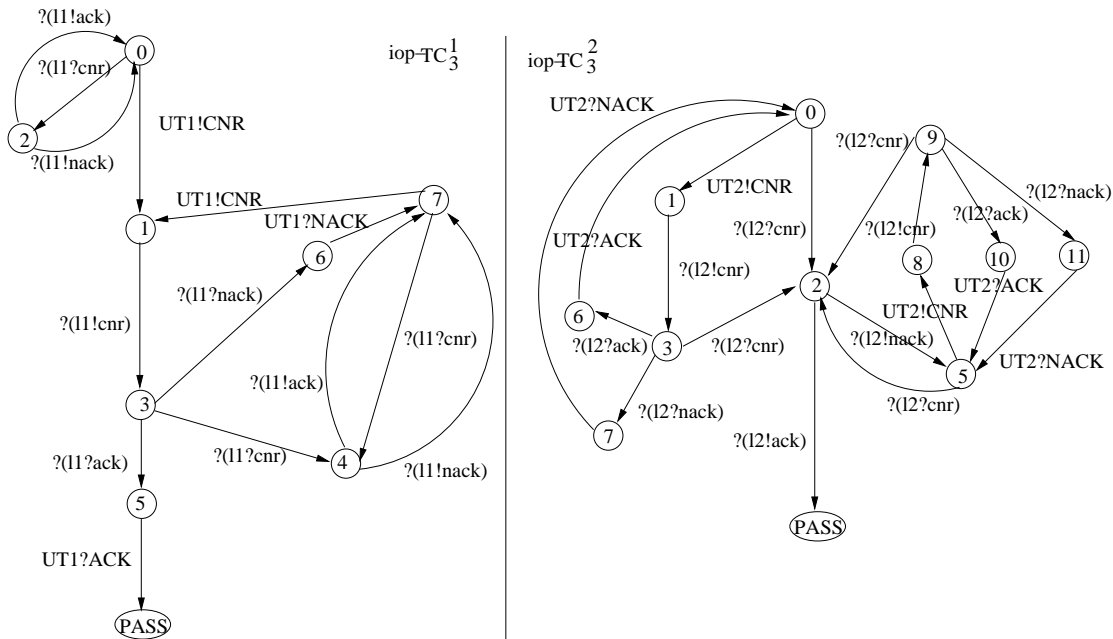 iop-TC 1 3
?(l1!ack)
0
?(l1?cnr)
2
?(l1!nack)
UT1!CNR
UT1!CNR
7
1
UT1?NACK
6
?(l1?nack)
?(l1!cnr)
?(l1?cnr)
?(l1!ack)
3
?(l1?cnr)
4
?(l1!nack)
?(l1?ack)
5
UT1?ACK
PASS
iop-TC 2 3
UT2?NACK
0
9
?(l2?cnr)
UT2!CNR
?(l2?nack)
1
?(l2?cnr)
?(l2?ack)
?(l2!cnr)
UT2?ACK
?(l2!cnr)
8
10
11
UT2?ACK
2
UT2!CNR
6
?(l2?ack)
3
?(l2?cnr)
?(l2!nack)
5
UT2?NACK
?(l2?cnr)
?(l2?nack)
7
?(l2!ack)
PASS